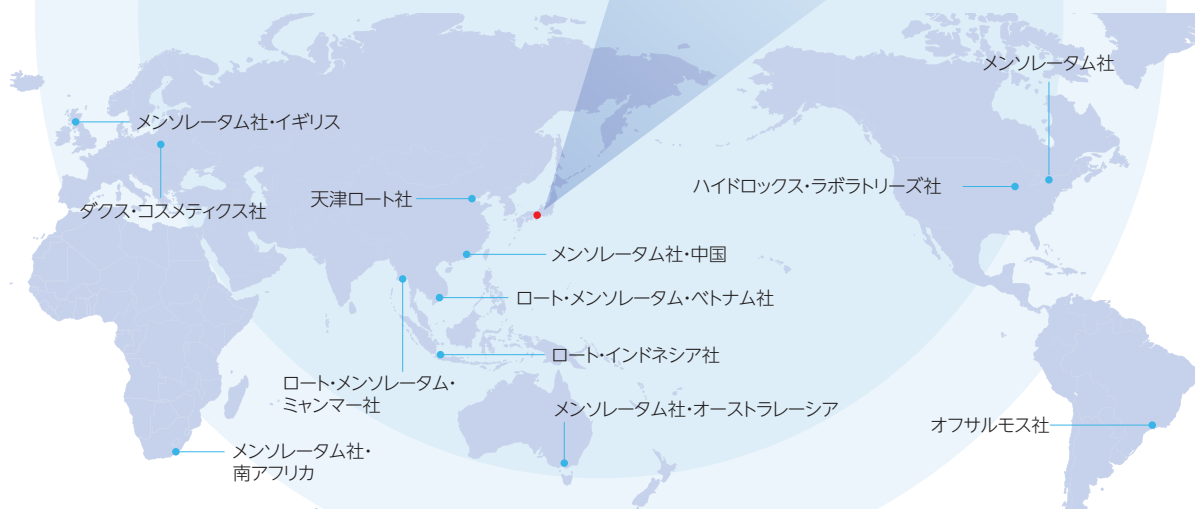 メンソレータム社
メンソレータム社・イギリス
ハイドロックス・ラボラトリーズ社
天津ロート社
ダクス・コスメティクス社
メンソレータム社・中国
ロート・メンソレータム・ベトナム社
ロート・インドネシア社
ロート・メンソレータム・
ミャンマー社
メンソレータム社・オーストラレーシア
オフサルモス社
メンソレータム社・
南アフリカ